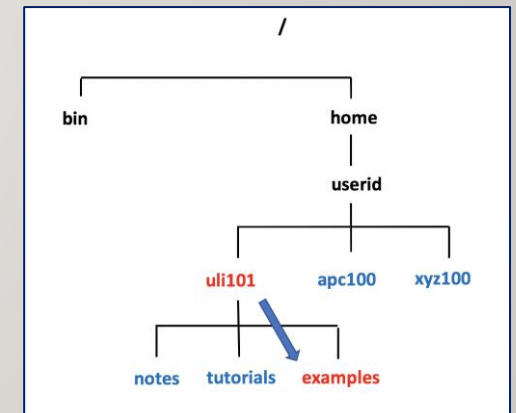 /
bin home
userid
uli101 apc100 xyz100
notes tutorials examples